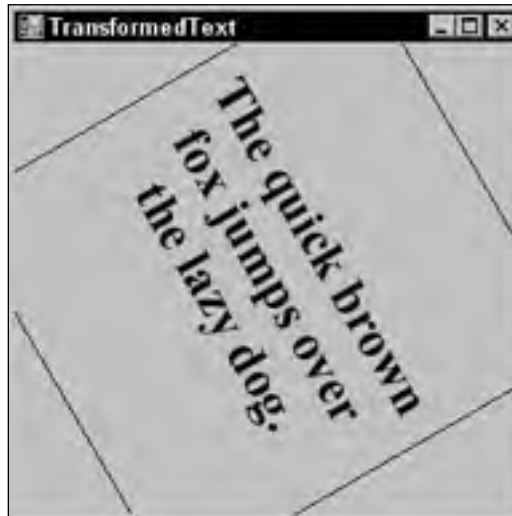 TransformedText
The quick brown
fox jumps over
the lazy dog.